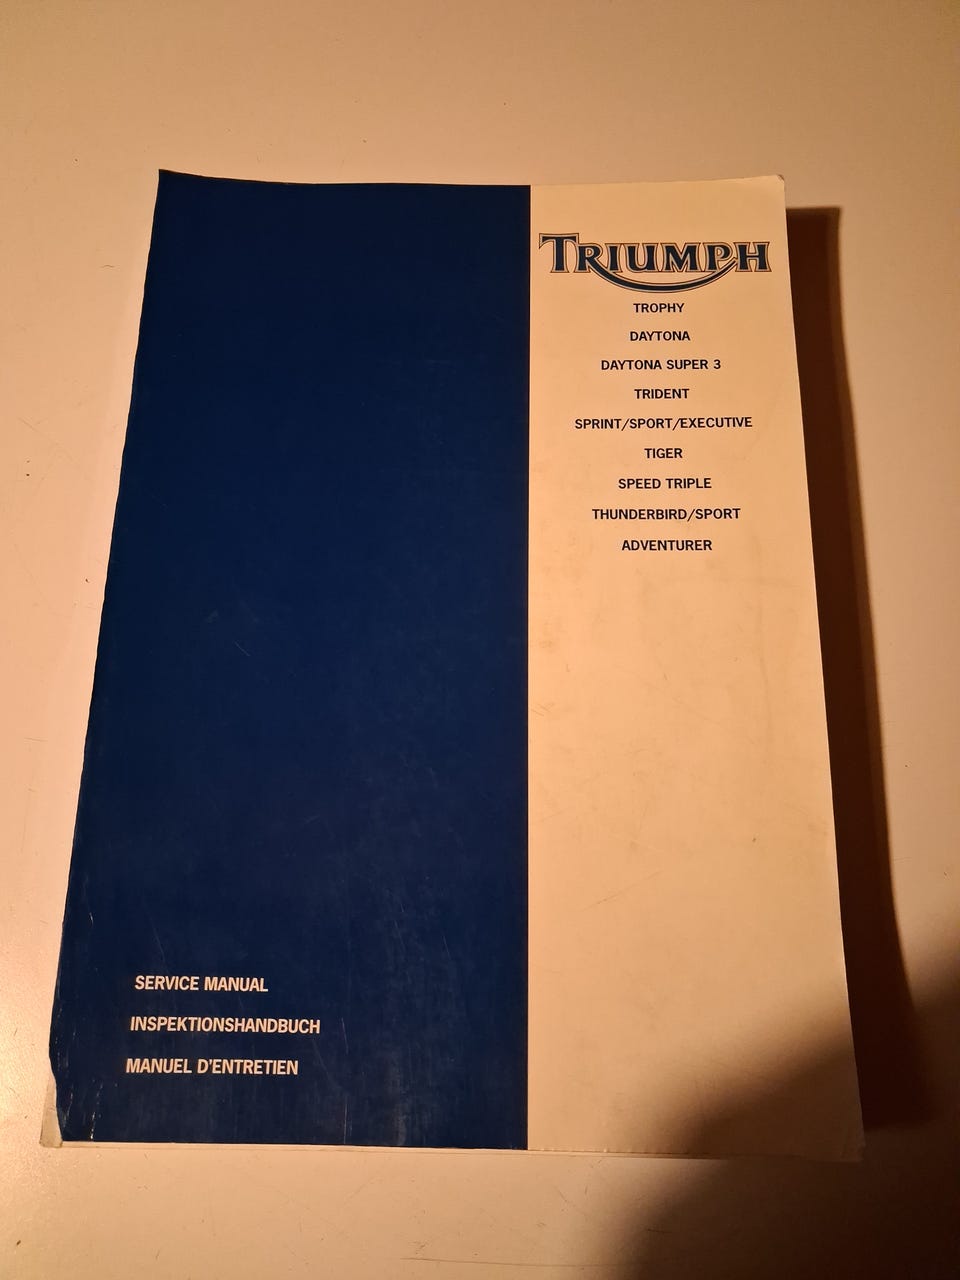 TRIUMPH
TROPHY
DAYTONA
DAYTONA SUPER 3
TRIDENT
SPRINT/SPORT/EXECUTIVE
TIGER
SPEED TRIPLE
THUNDERBIRD/SPORT
ADVENTURER
SERVICE MANUAL
INSPEKTIONSHANDBUCH
MANUEL D'ENTRETIEN